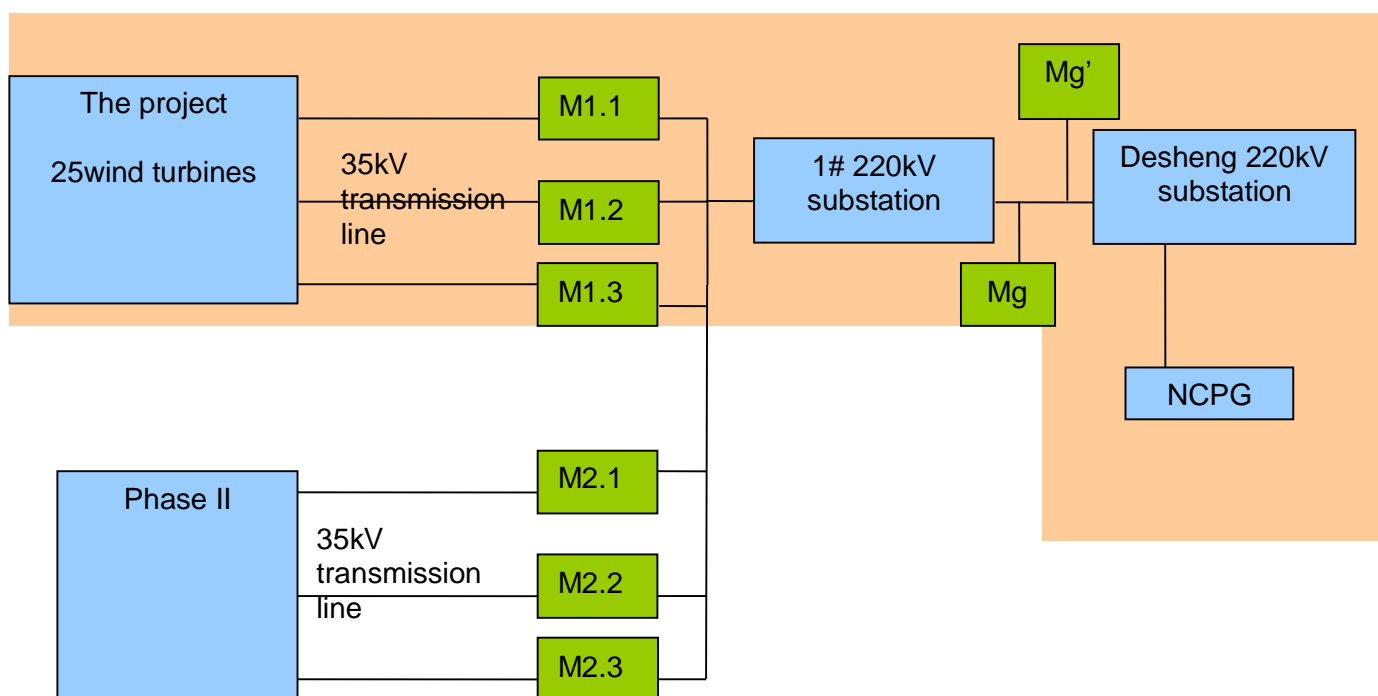 The project
25wind turbines
35kV
transmission
line
M1.1
M1.2
M1.3
1# 220kV
substation
Mg’
Mg
Desheng 220kV
substation
NCPG
Phase II
35kV
transmission
line
M2.1
M2.2
M2.3